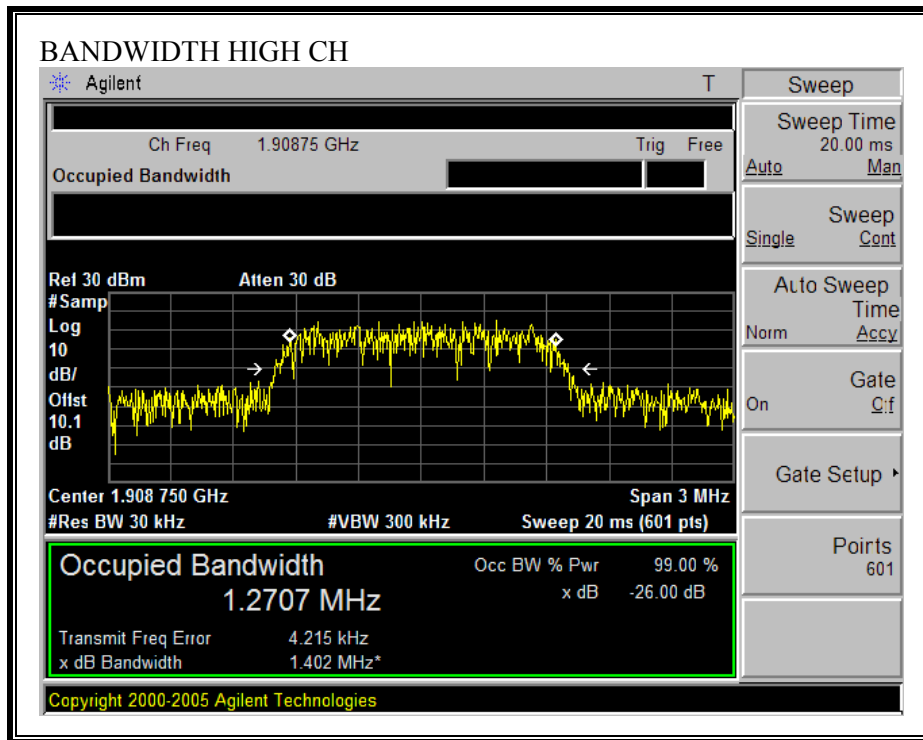 BANDWIDTH HIGH CH
Agilent T
Ch Freq 1.90875 GHz Trig Free
Occupied Bandwidth
Ref 30 dBm Atten 30 dB
#Samp
Log
10
dB/
Offst
10.1
dB
Center 1.908 750 GHz Span 3 MHz
#Res BW 30 kHz #VBW 300 kHz Sweep 20 ms (601 pts)
Occupied Bandwidth Occ BW % Pwr 99.00 %
1.2707 MHz x dB -26.00 dB
Transmit Freq Error 4.215 kHz
x dB Bandwidth 1.402 MHz*
Copyright 2000-2005 Agilent Technologies
Sweep
Sweep Time
20.00 ms
Auto Man
Sweep
Single Cont
Auto Sweep
Time
Norm Accy
Gate
On Off
Gate Setup
Points
601